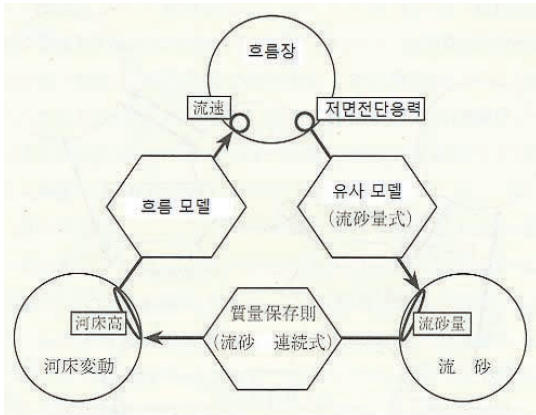 흐름장
流速
저면전단응력
흐름 모델
유사 모델
(流砂量式)
河床高
河床変動
質量保存則
(流砂 連続式)
流砂量
流 砂